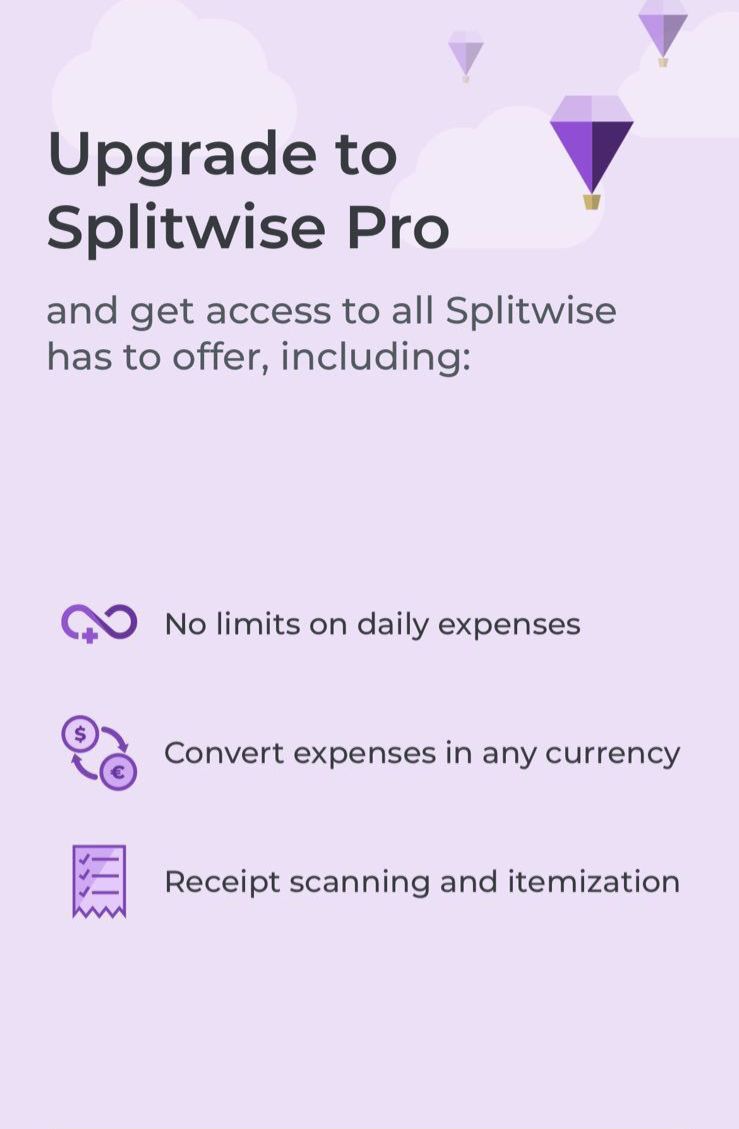 Upgrade to
Splitwise Pro
and get access to all Splitwise
has to offer, including:
No limits on daily expenses
$
€
Convert expenses in any currency
Receipt scanning and itemization